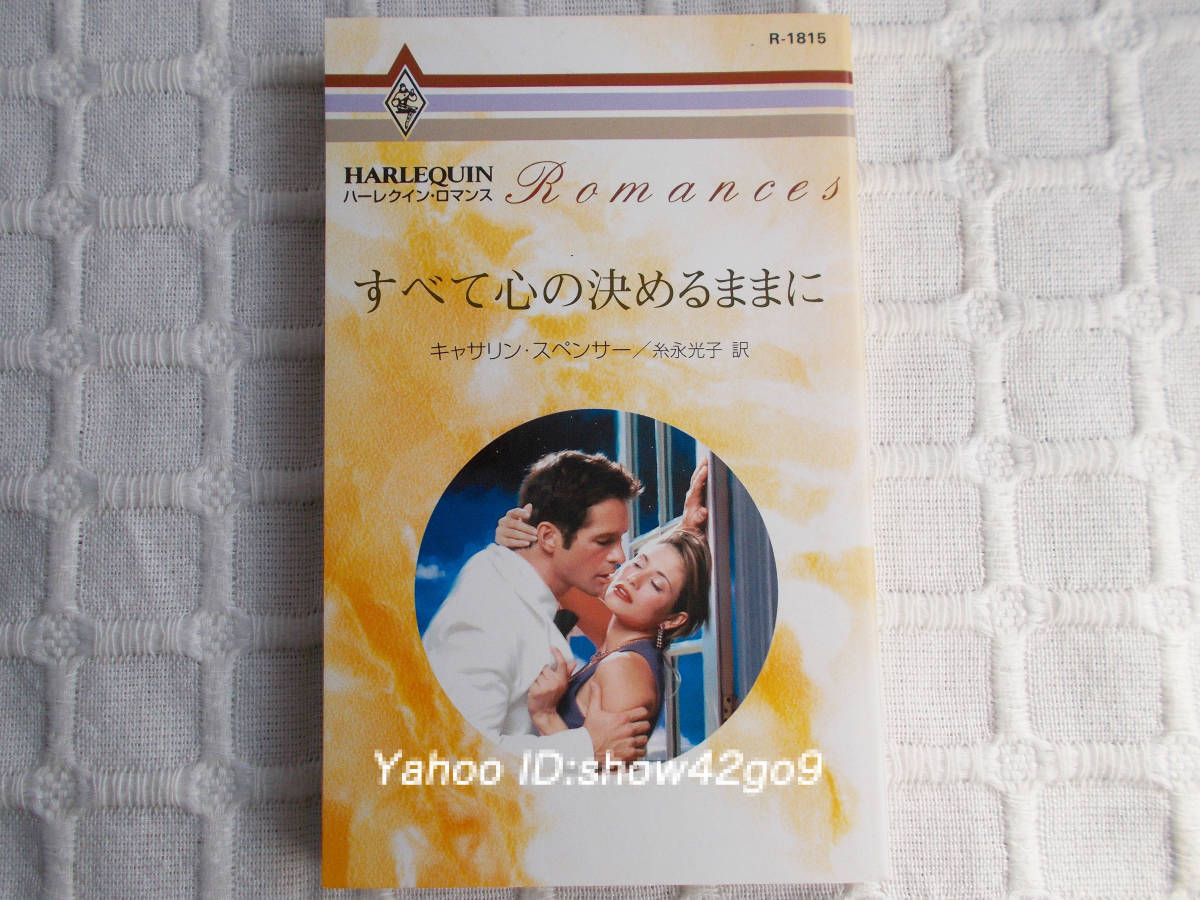 R-1815
HARLEQUIN
ハーレクイン・ロマンス
Romances
すべて心の決めるままに
キャサリン・スペンサー／糸永光子 訳
Yahoo ID:show42go9